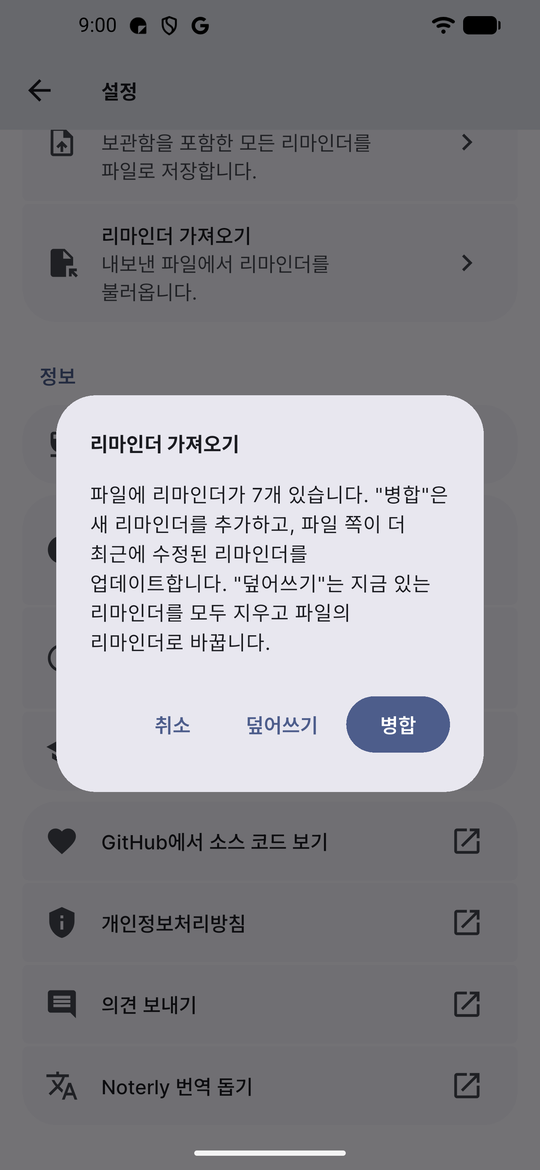 9:00
설정
보관함을 포함한 모든 리마인더를
파일로 저장합니다.
리마인더 가져오기
내보낸 파일에서 리마인더를
불러옵니다.
정보
리마인더 가져오기
파일에 리마인더가 7개 있습니다. "병합"은
새 리마인더를 추가하고, 파일 쪽이 더
최근에 수정된 리마인더를
업데이트합니다. "덮어쓰기"는 지금 있는
리마인더를 모두 지우고 파일의
리마인더로 바꿉니다.
취소
덮어쓰기
병합
GitHub에서 소스 코드 보기
개인정보처리방침
의견 보내기
Noterly 번역 돕기